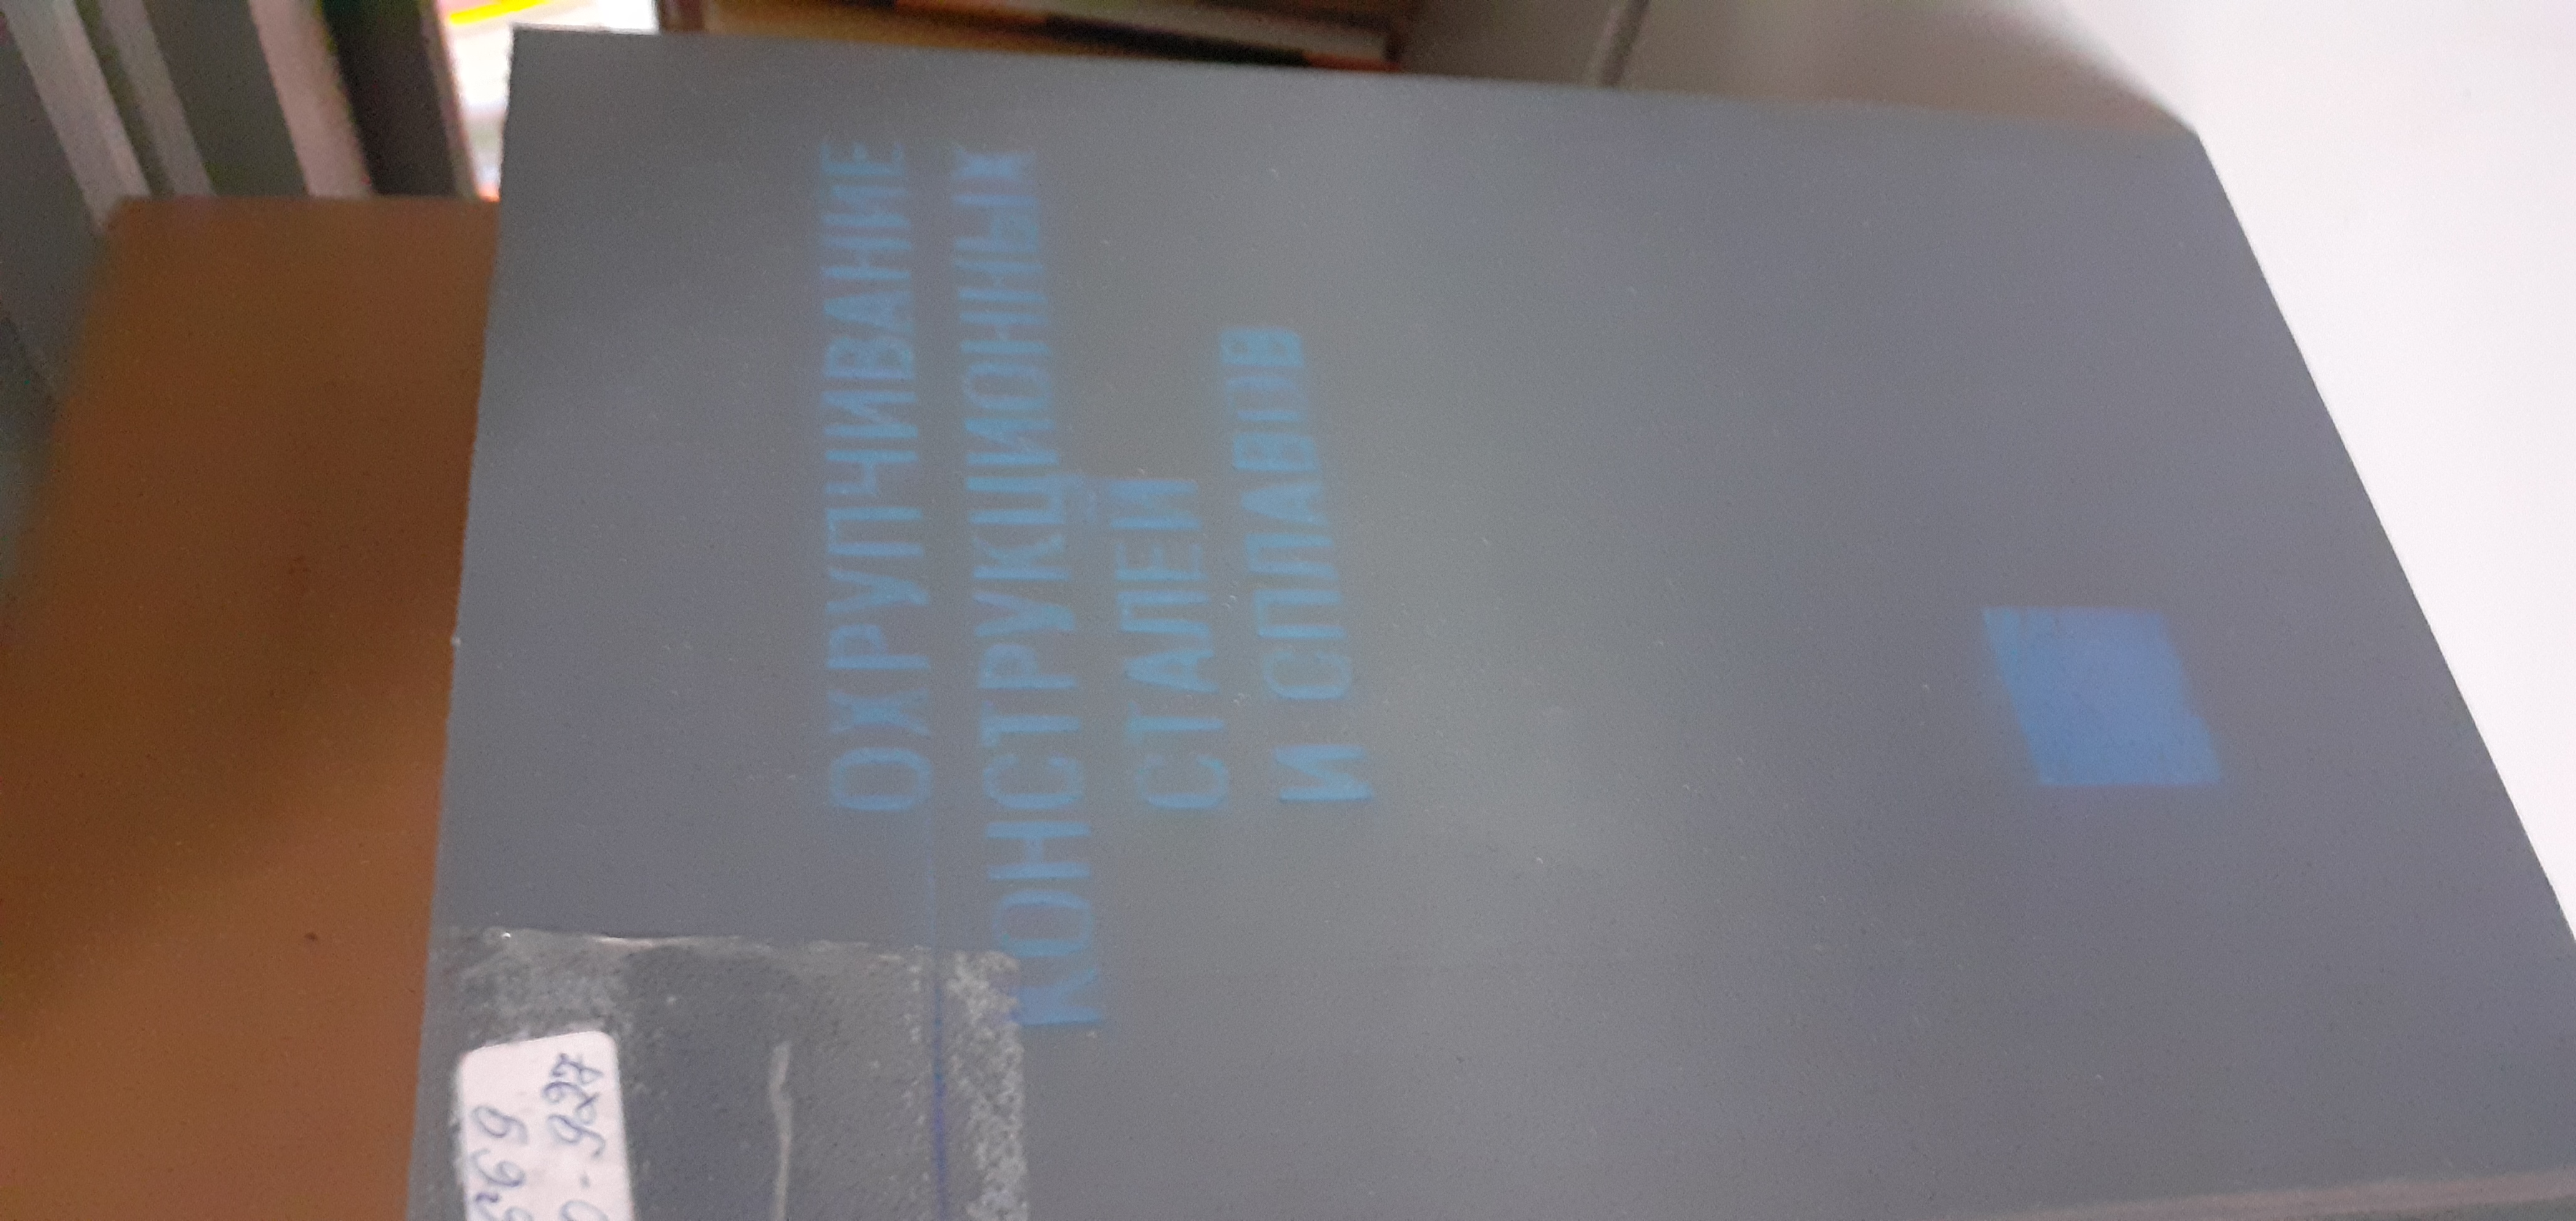 ОХРУПЧИВАНИЕ
КОНСТРУКЦИОННЫХ
СТАЛЕЙ
И СПЛАВОВ